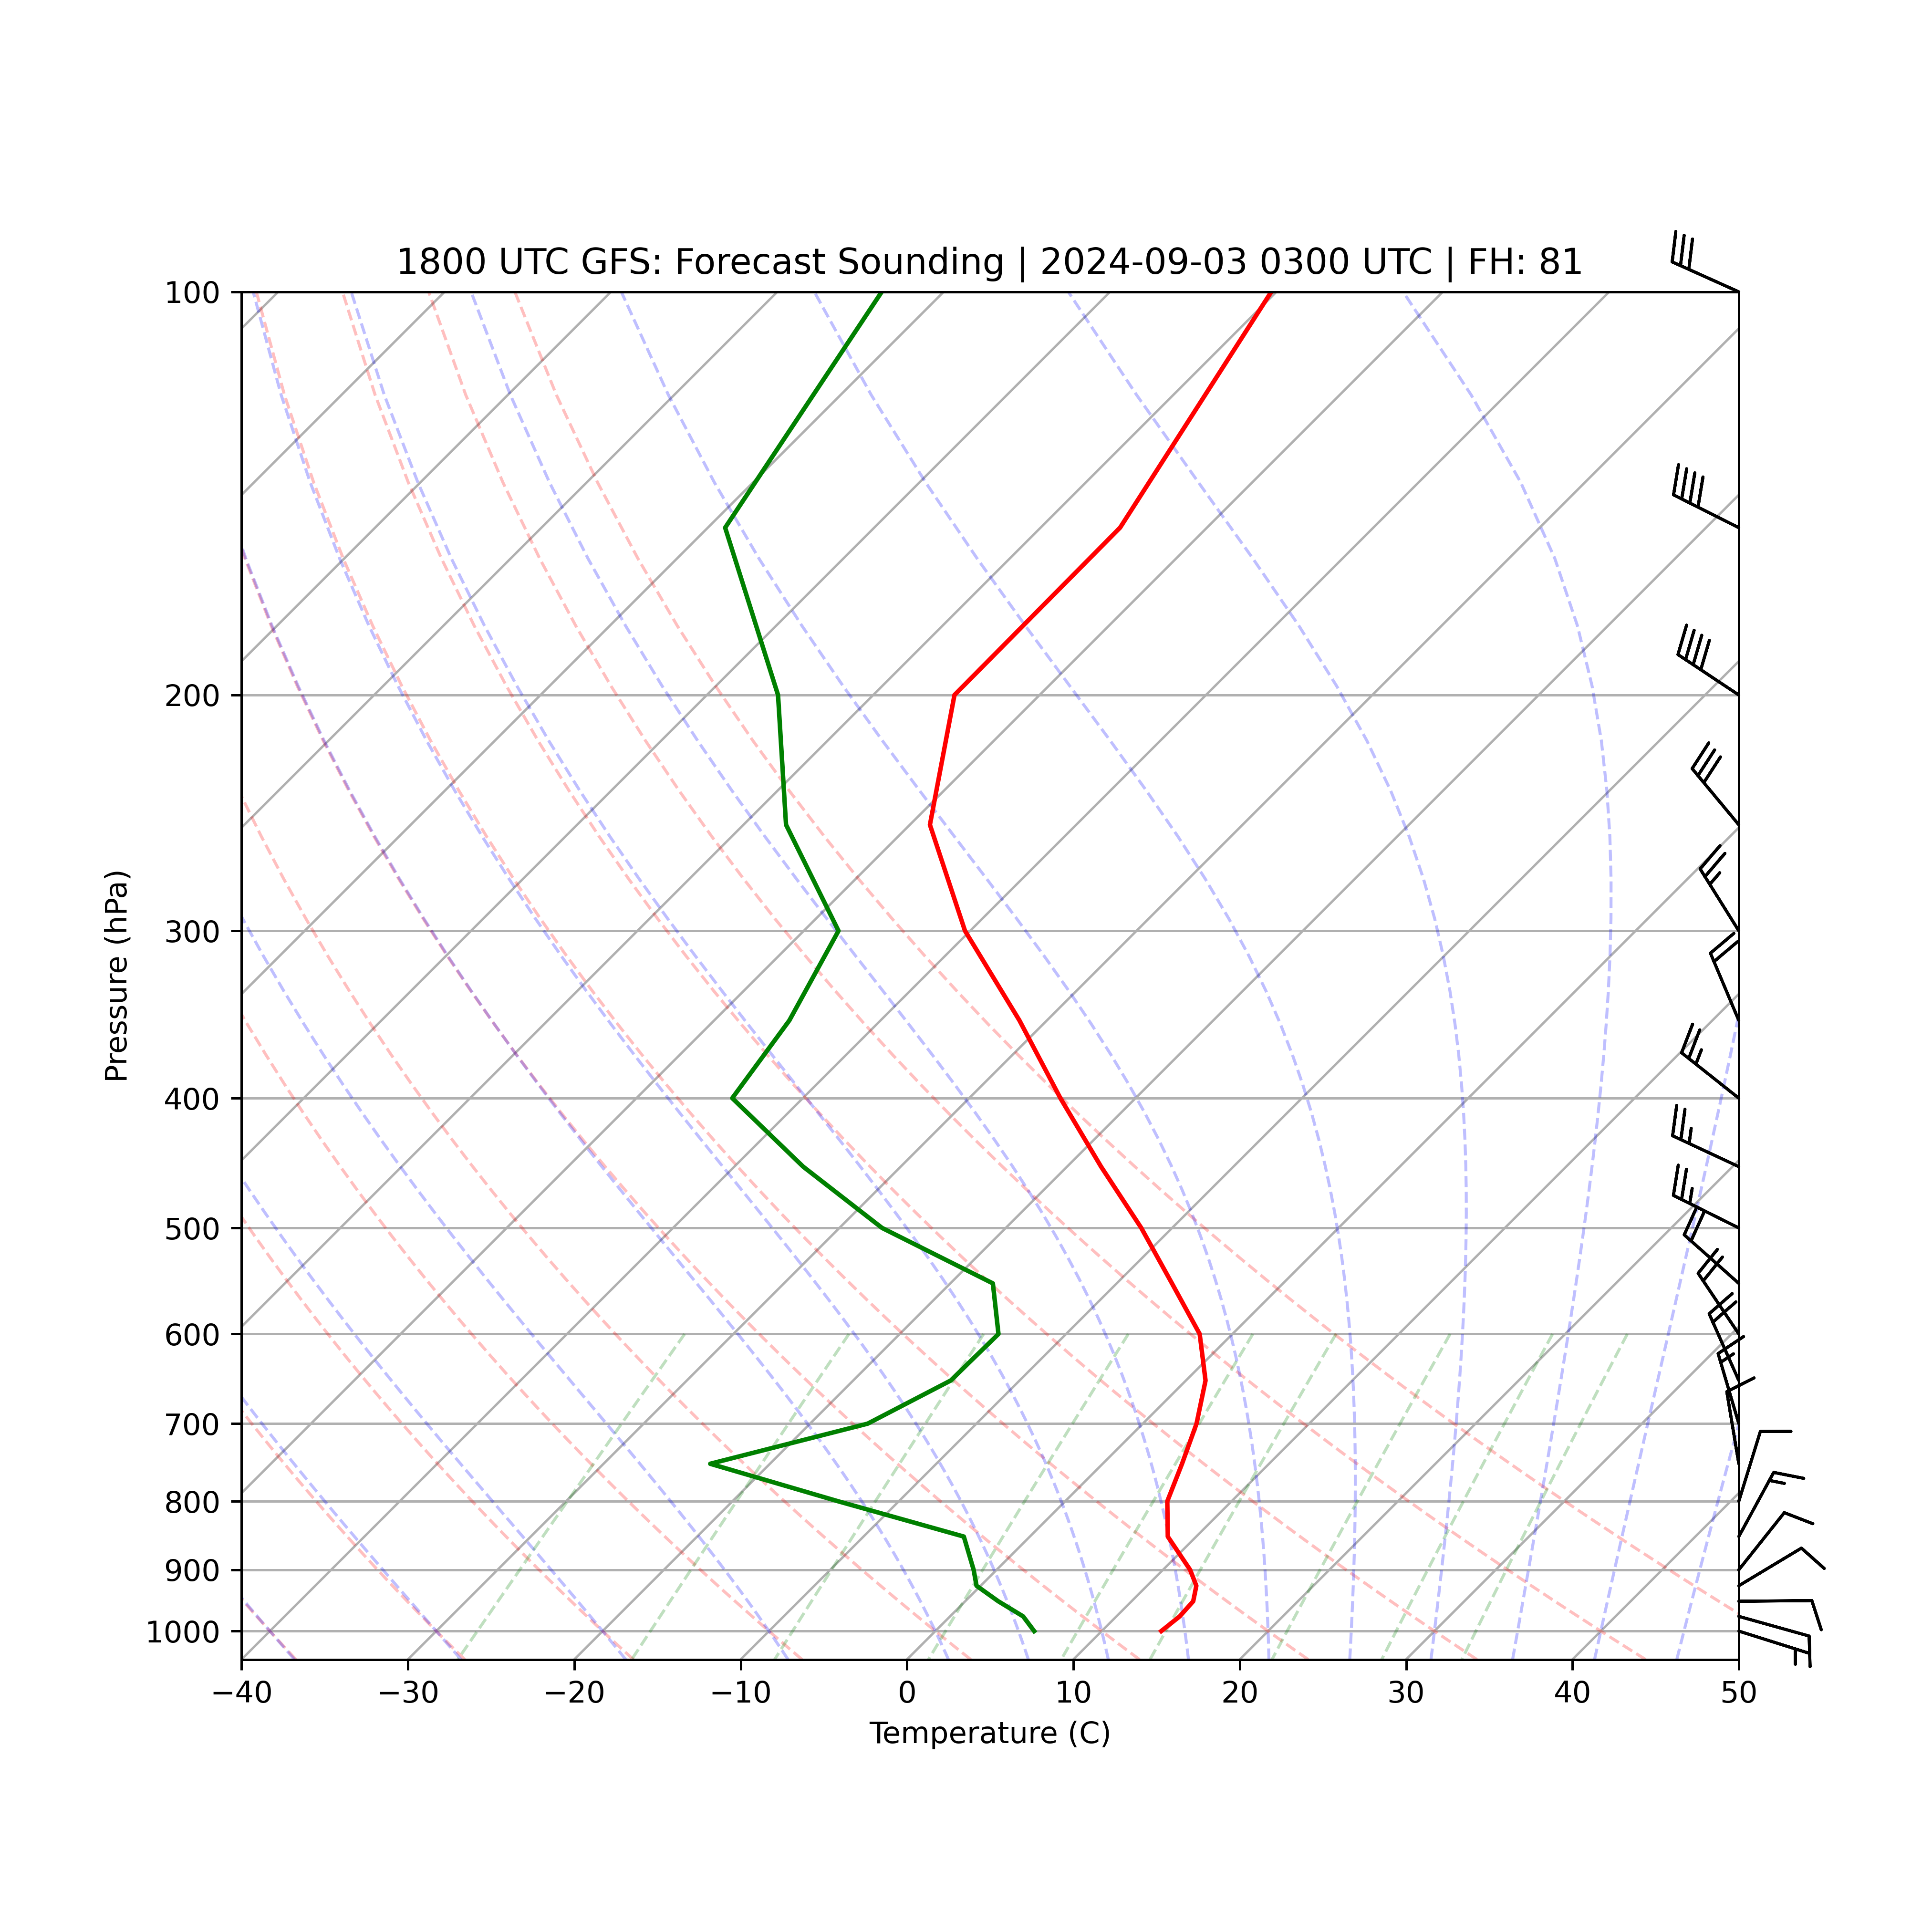 1800 UTC GFS: Forecast Sounding | 2024-09-03 0300 UTC | FH: 81
100
200
300
400
500
600
700
800
900
1000
Pressure (hPa)
−40 −30 −20 −10 0 10 20 30 40 50
Temperature (C)